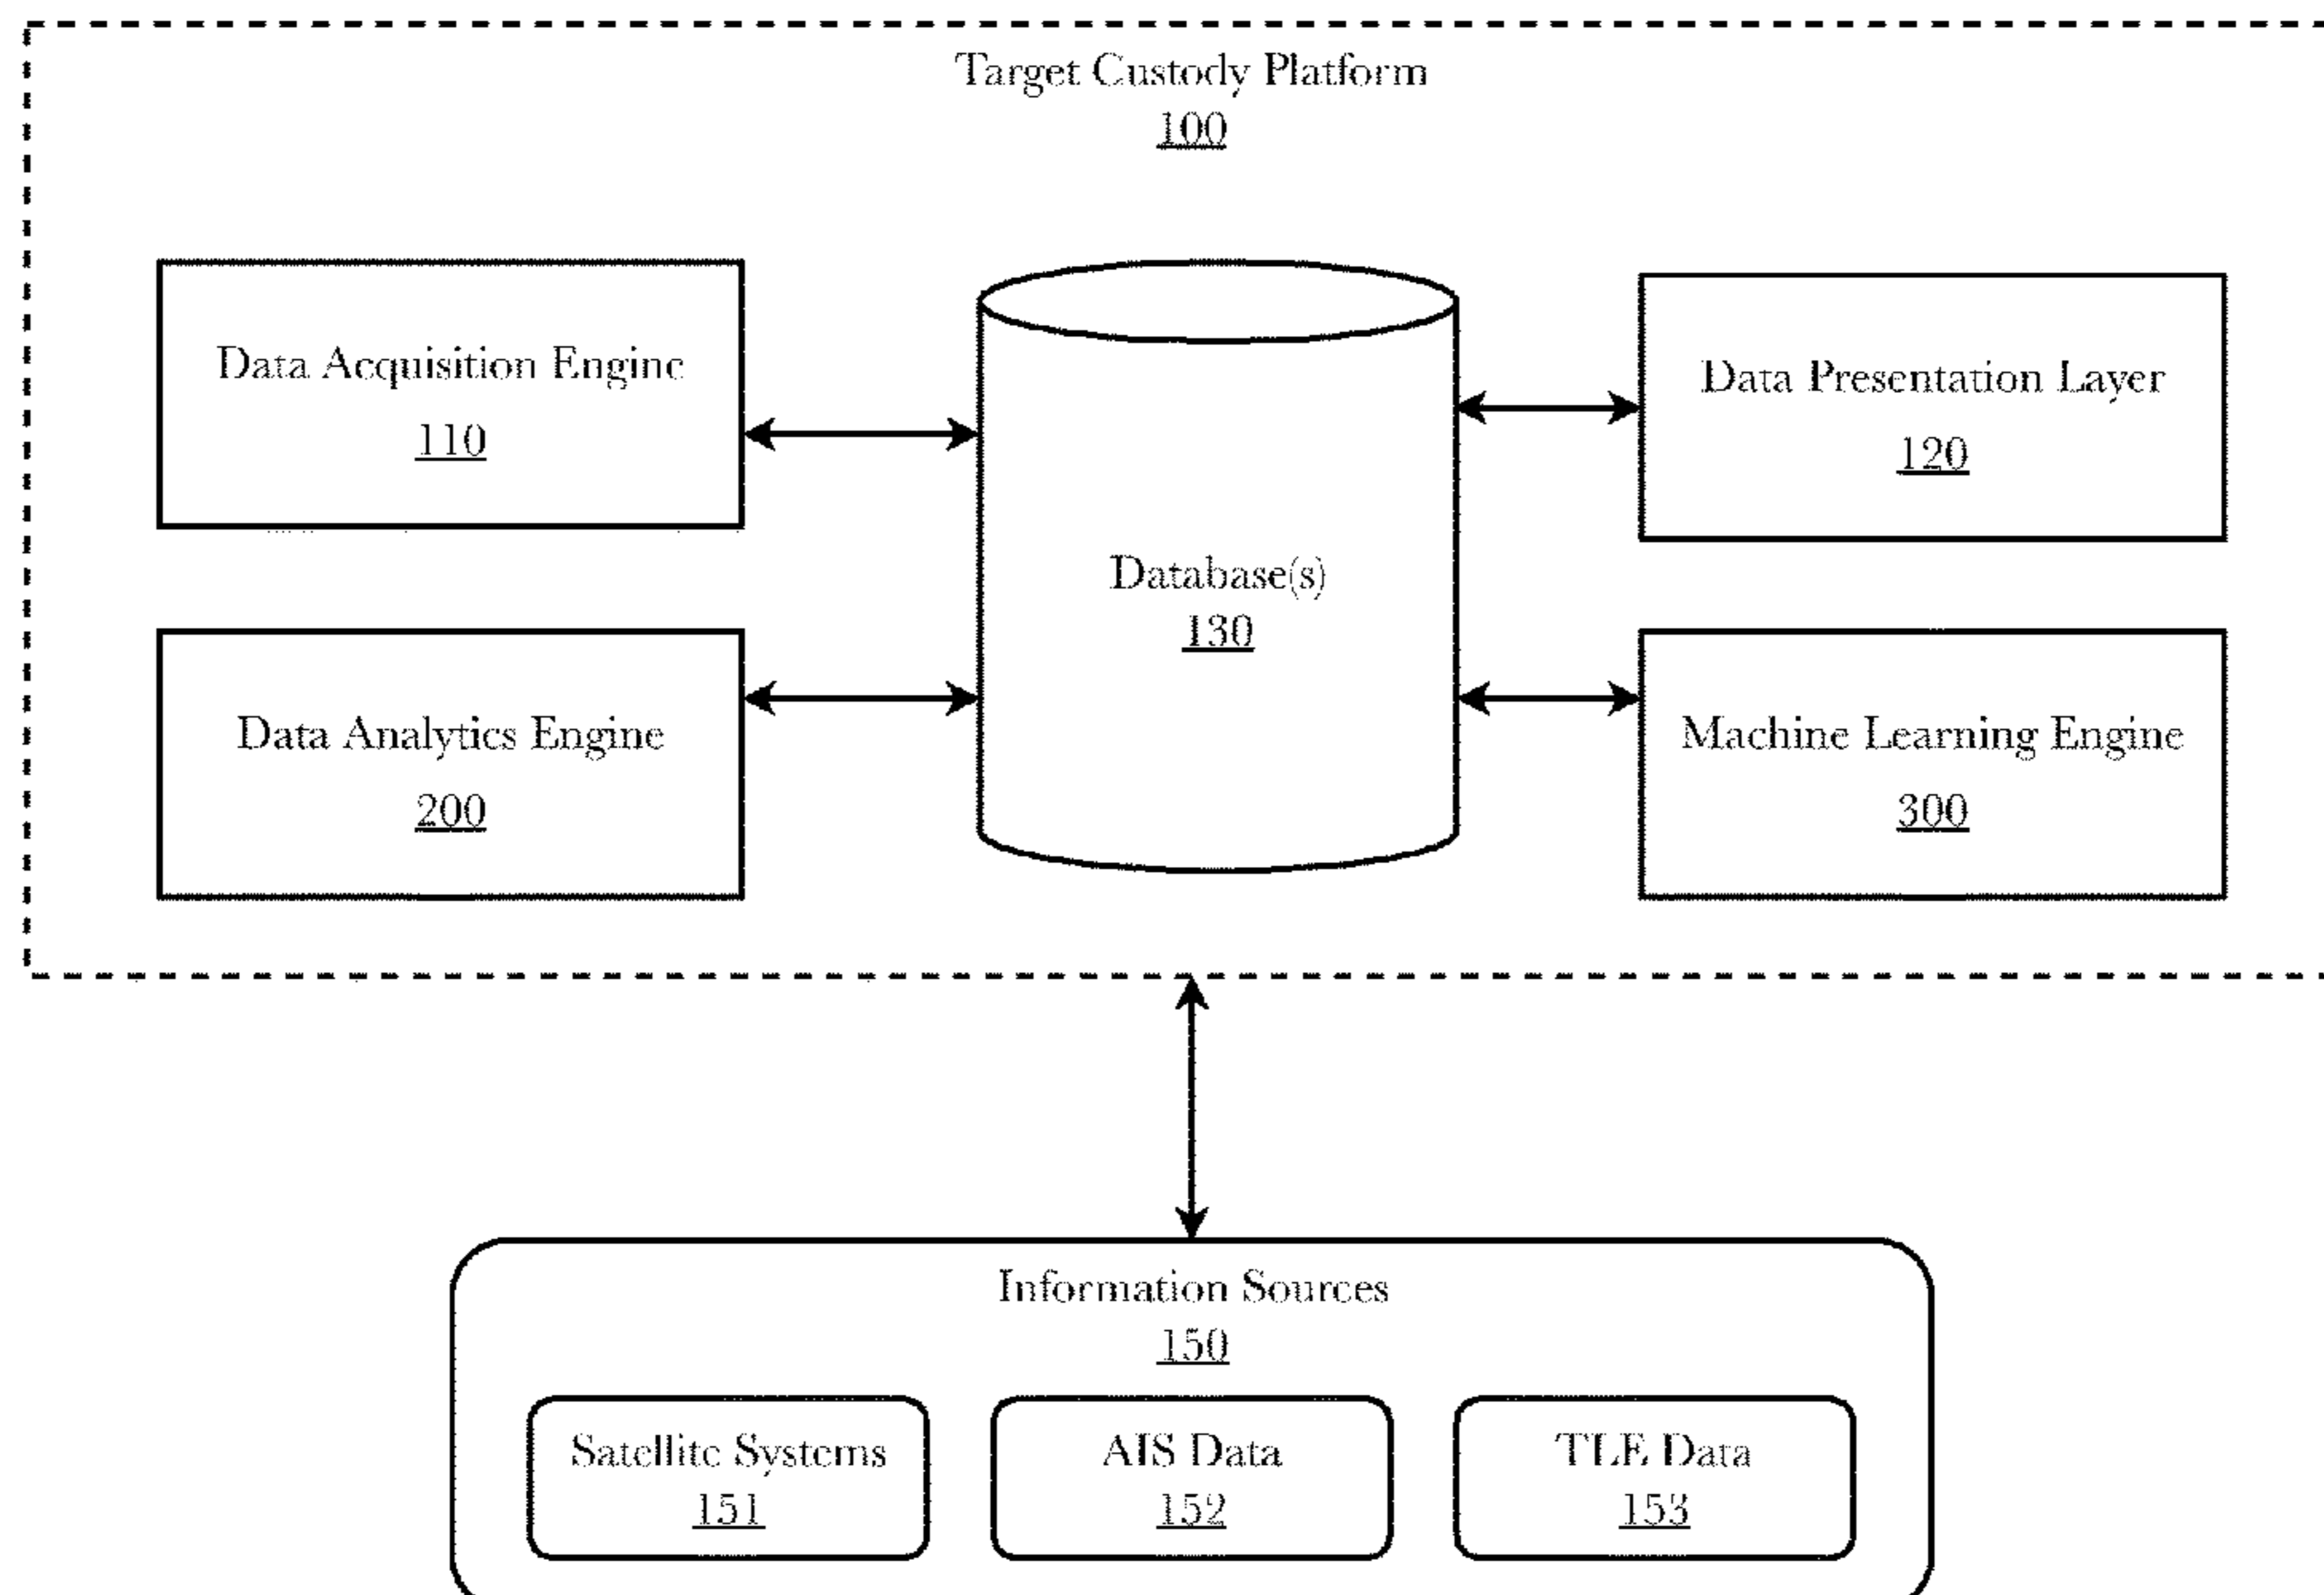 Target Custody Platform
100
Data Acquisition Engine
110
Data Presentation Layer
120
Database(s)
130
Data Analytics Engine
200
Machine Learning Engine
300
Information Sources
150
Satellite Systems
151
AIS Data
152
TLE Data
153